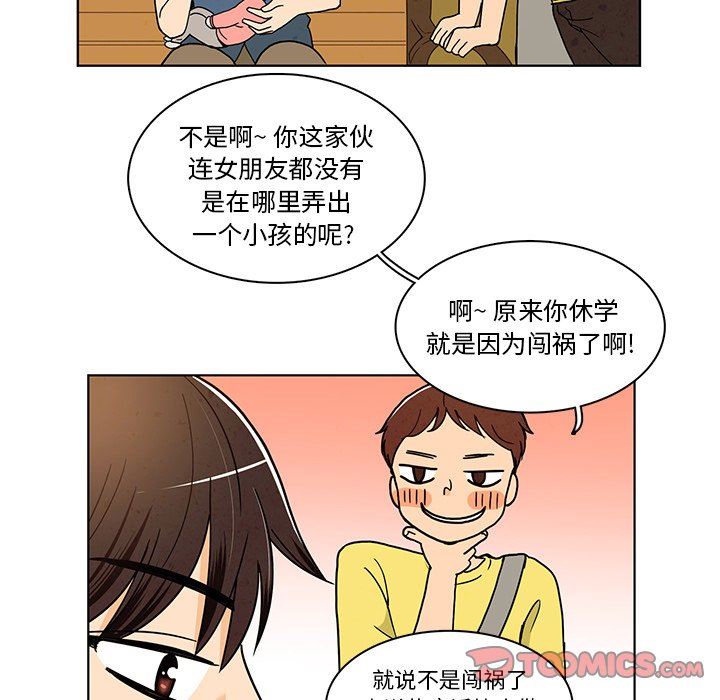 不是啊~ 你这家伙
连女朋友都没有
是在哪里弄出
一个小孩的呢?
啊~ 原来你休学
就是因为闯祸了啊!
就说不是闯祸了
TOOMICS.COM